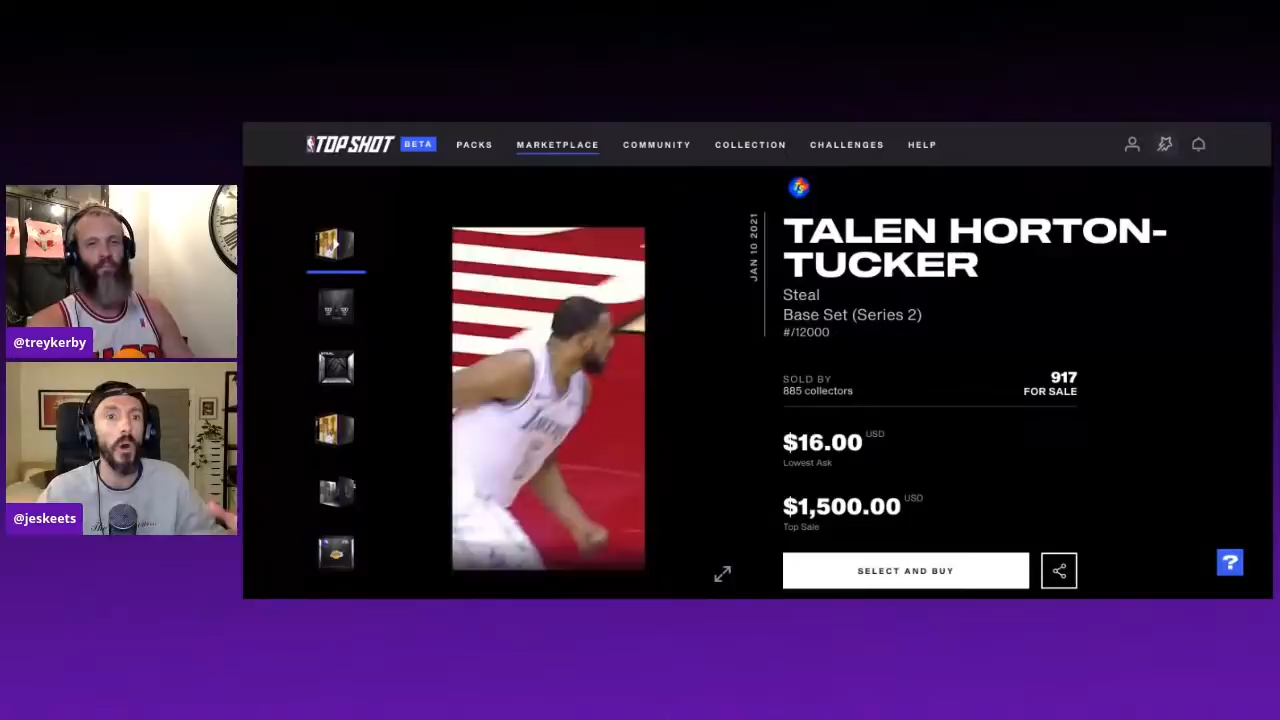 TOP SHOT BETA PACKS MARKETPLACE COMMUNITY COLLECTION CHALLENGES HELP
TS
JAN 10 2021
TALEN HORTON-
TUCKER
Steal
Base Set (Series 2)
#/12000
SOLD BY
885 collectors
917
FOR SALE
$16.00 USD
Lowest Ask
$1,500.00 USD
Top Sale
SELECT AND BUY
?
STEAL
@treykerby
@jeskeets